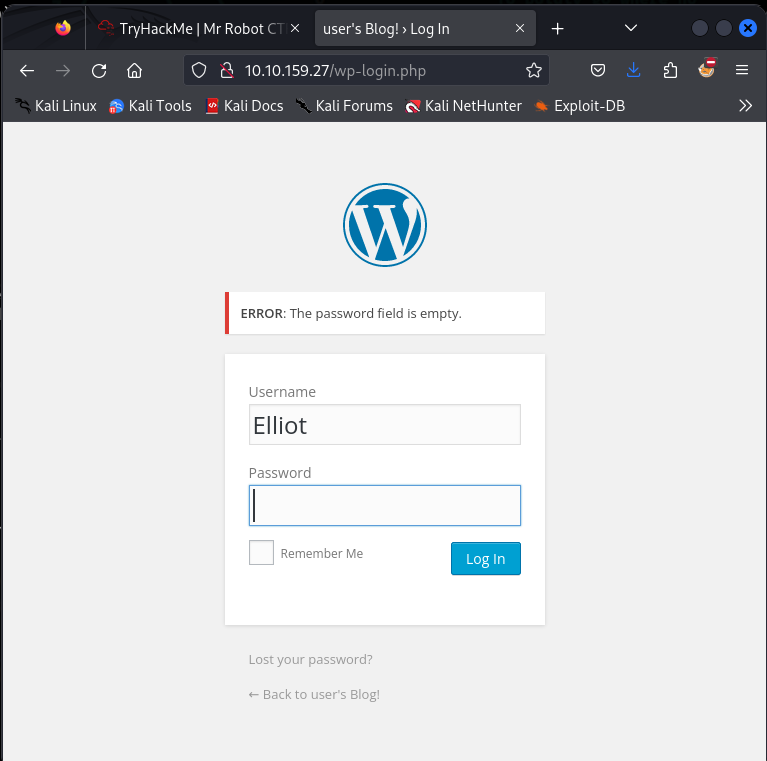 TryHackMe | Mr Robot CT
user's Blog! › Log In
10.10.159.27/wp-login.php
Kali Linux
Kali Tools
Kali Docs
Kali Forums
Kali NetHunter
Exploit-DB
ERROR: The password field is empty.
Username
Elliot
Password
Remember Me
Log In
Lost your password?
← Back to user's Blog!